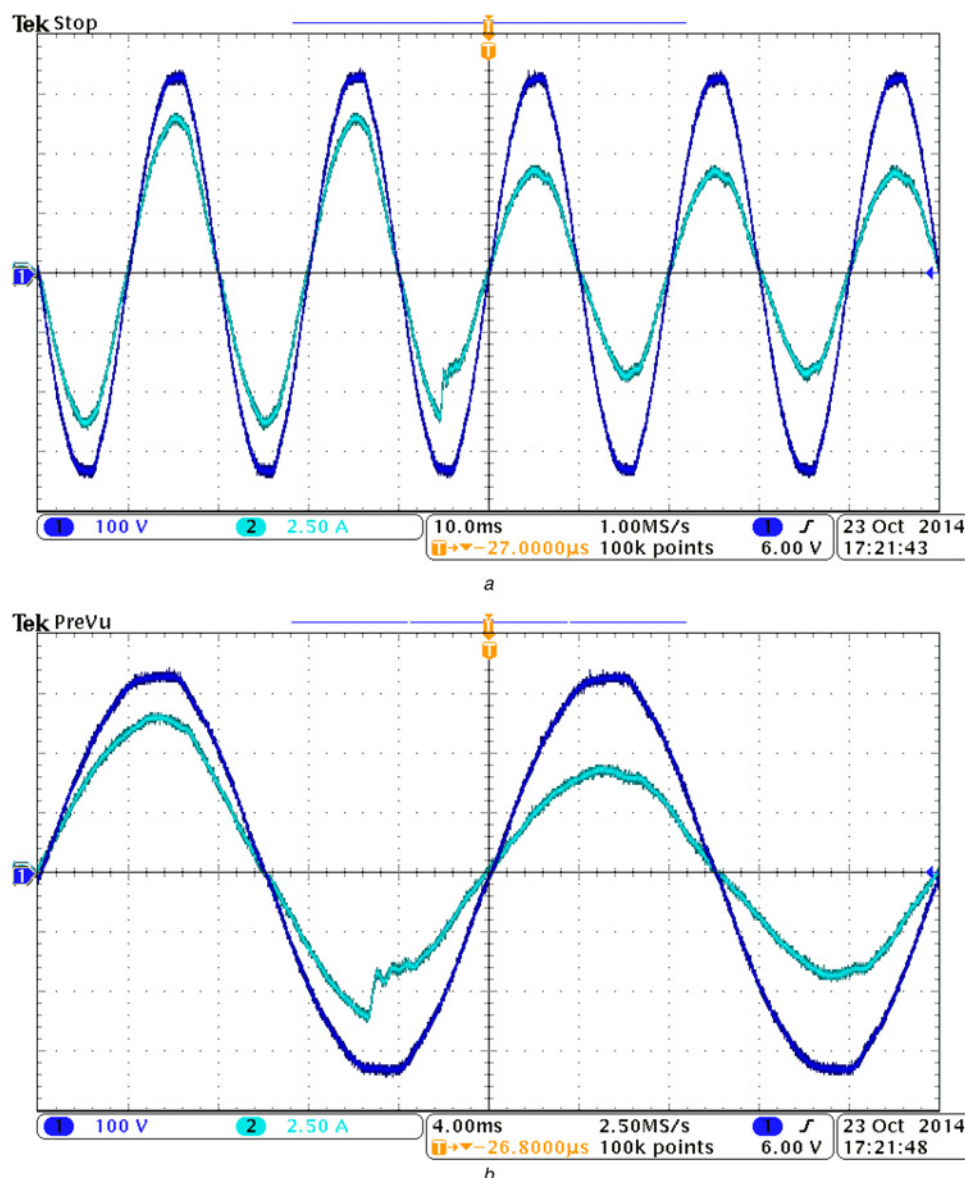 Tek Stop
T
T
1
1 100 V 2 2.50 A 10.0ms 1.00MS/s 1 23 Oct 2014
T→▼−27.0000µs 100k points 6.00 V 17:21:43
a
Tek PreVu
T
T
1
1 100 V 2 2.50 A 4.00ms 2.50MS/s 1 23 Oct 2014
T→▼−26.8000µs 100k points 6.00 V 17:21:48
b